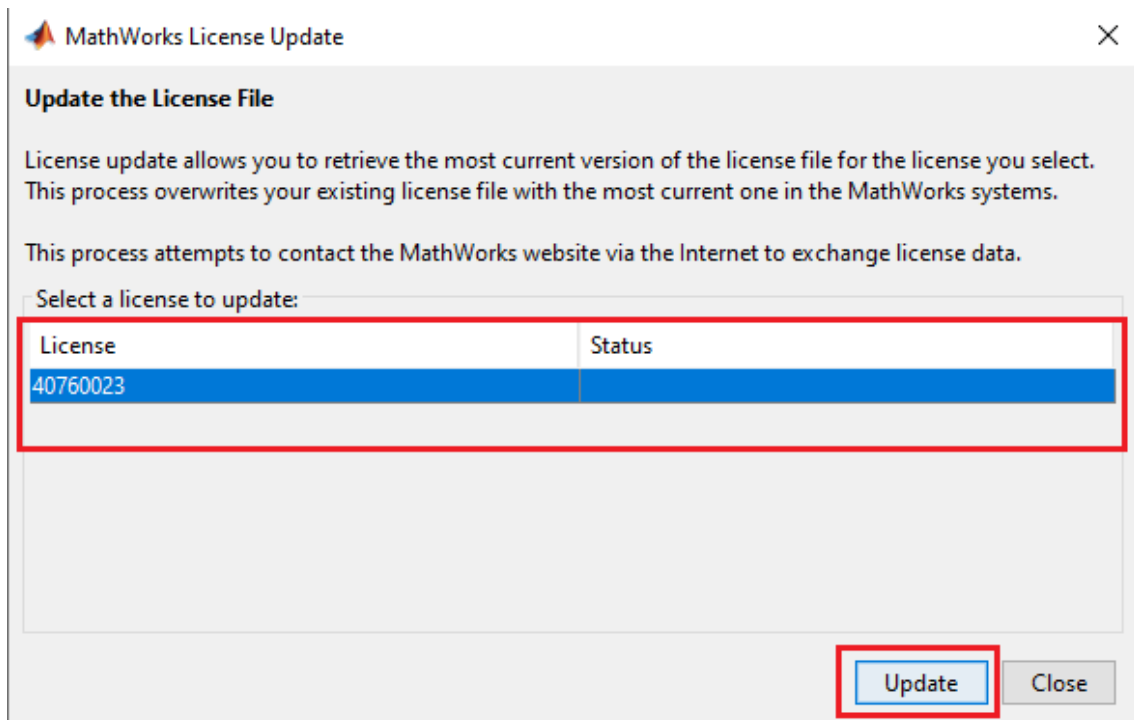 MathWorks License Update
Update the License File
License update allows you to retrieve the most current version of the license file for the license you select.
This process overwrites your existing license file with the most current one in the MathWorks systems.
This process attempts to contact the MathWorks website via the Internet to exchange license data.
Select a license to update:
License Status
40760023
Update Close